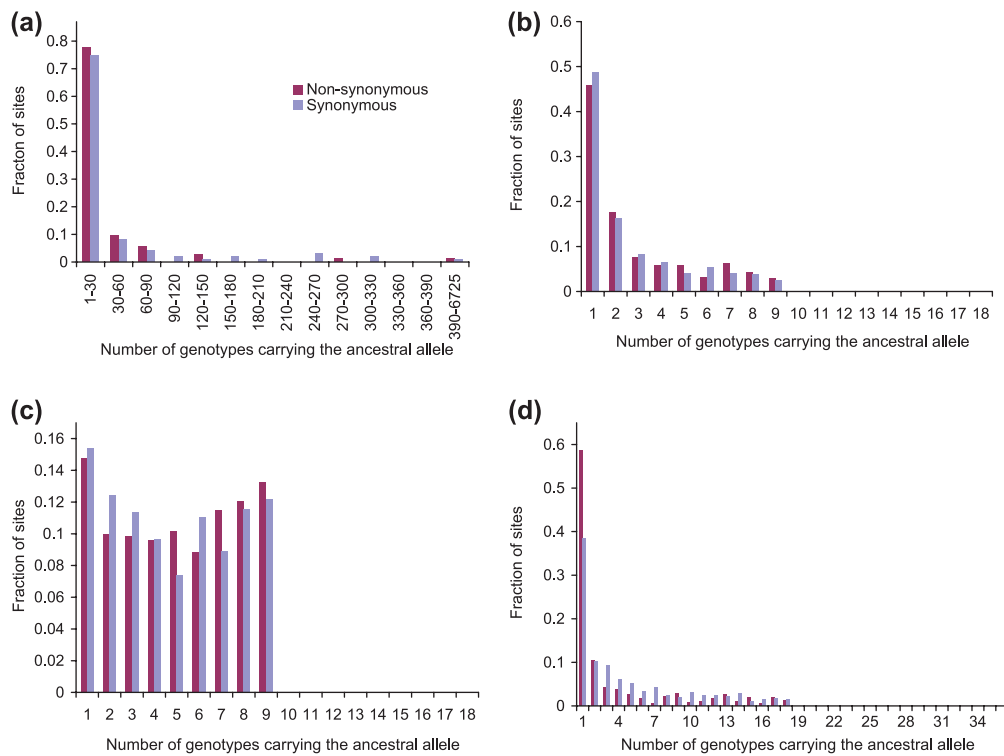 (a)
0.8
0.7
0.6
0.5
0.4
0.3
0.2
0.1
0
Fracton of sites
Non-synonymous
Synonymous
1-30
30-60
60-90
90-120
120-150
150-180
180-210
210-240
240-270
270-300
300-330
330-360
360-390
390-6725
Number of genotypes carrying the ancestral allele
(b)
0.6
0.5
0.4
0.3
0.2
0.1
0
Fraction of sites
1 2 3 4 5 6 7 8 9 10 11 12 13 14 15 16 17 18
Number of genotypes carrying the ancestral allele
(c)
0.16
0.14
0.12
0.1
0.08
0.06
0.04
0.02
0
Fraction of sites
1 2 3 4 5 6 7 8 9 10 11 12 13 14 15 16 17 18
Number of genotypes carrying the ancestral allele
(d)
0.6
0.5
0.4
0.3
0.2
0.1
0
Fraction of sites
1 4 7 10 13 16 19 22 25 28 31 34
Number of genotypes carrying the ancestral allele